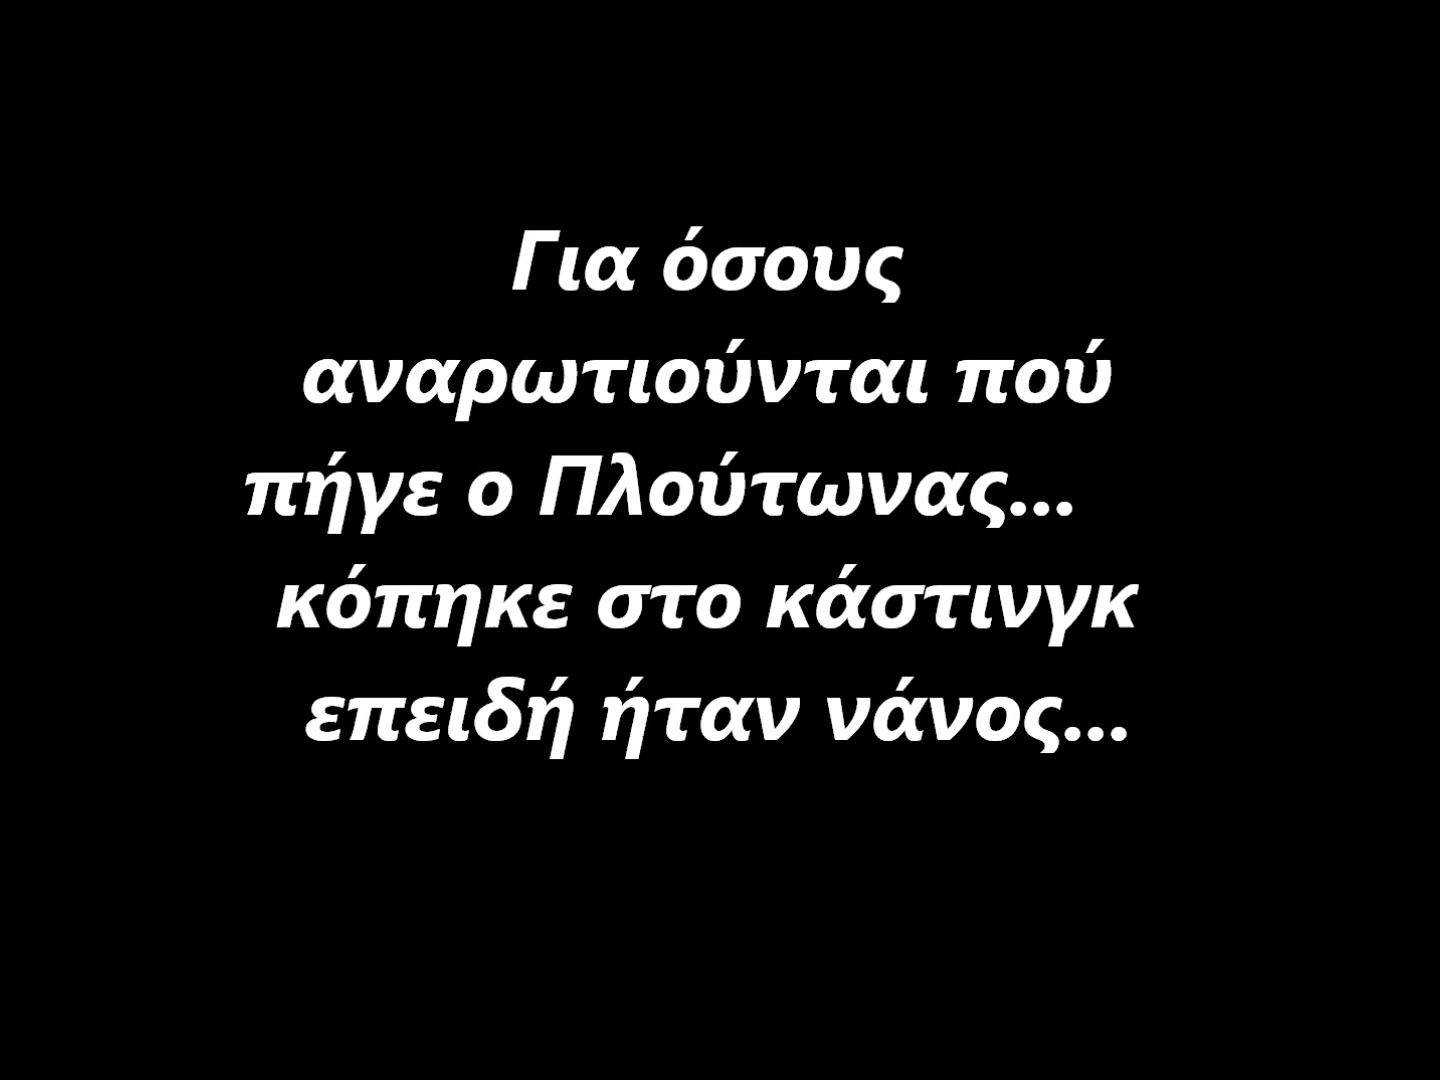 Για όσους
αναρωτιούνται πού
πήγε ο Πλούτωνας...
κόπηκε στο κάστινγκ
επειδή ήταν νάνος...